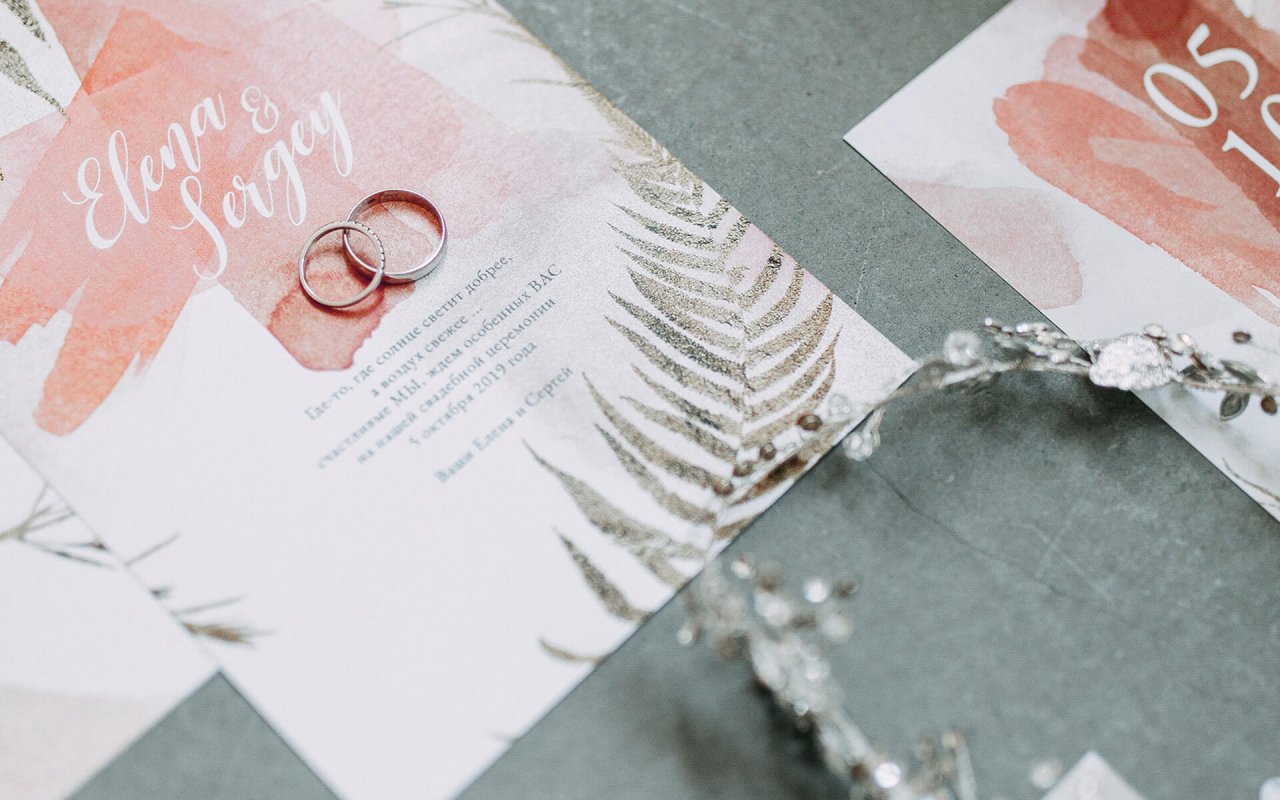 Elena &
Sergey
Где-то, где солнце светит добрее,
а воздух свежее ...
счастливые МЫ, ждем особенных ВАС
на нашей свадебной церемонии
5 октября 2019 года
Ваши Елена и Сергей
05
10